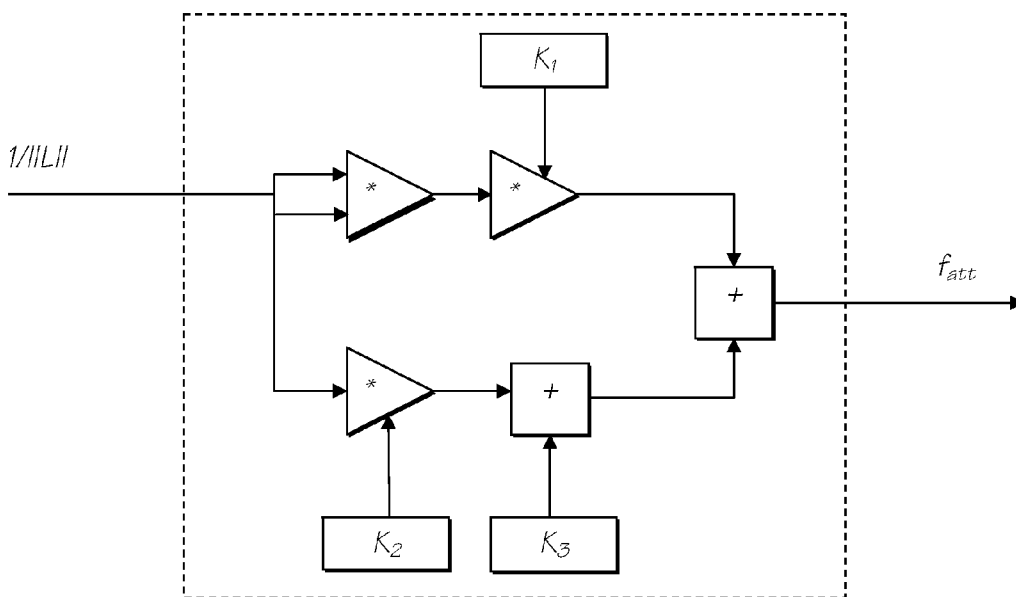 K₁
1/||L||
*
*
f_att
+
*
+
K₂
K₃